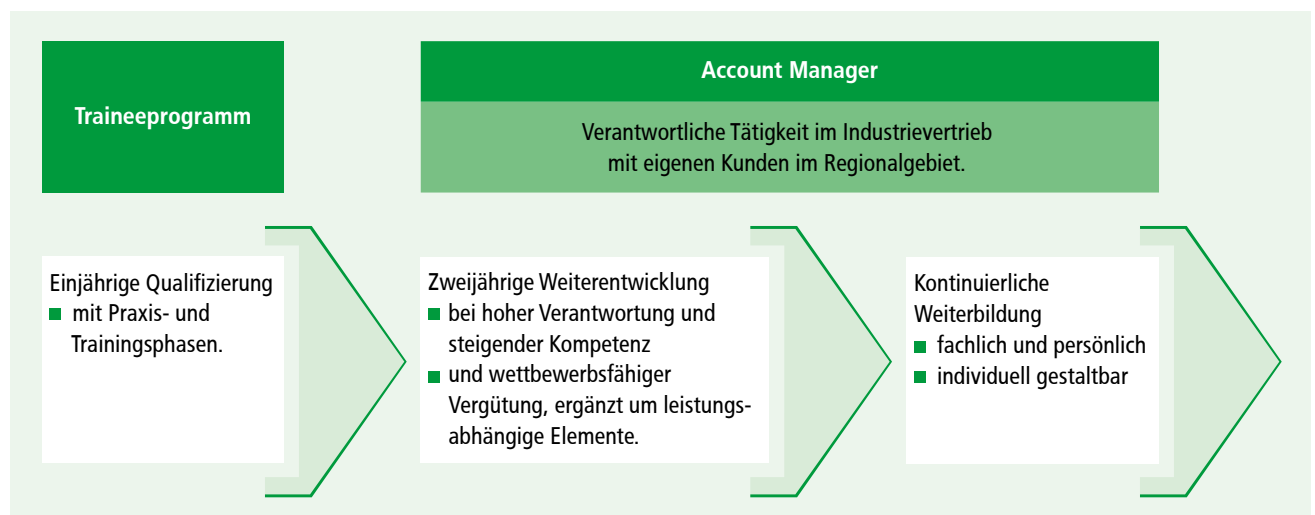 Traineeprogramm
Account Manager
Verantwortliche Tätigkeit im Industrievertrieb
mit eigenen Kunden im Regionalgebiet.
Einjährige Qualifizierung
mit Praxis- und
Trainingsphasen.
Zweijährige Weiterentwicklung
bei hoher Verantwortung und
steigender Kompetenz
und wettbewerbsfähiger
Vergütung, ergänzt um leistungs-
abhängige Elemente.
Kontinuierliche
Weiterbildung
fachlich und persönlich
individuell gestaltbar